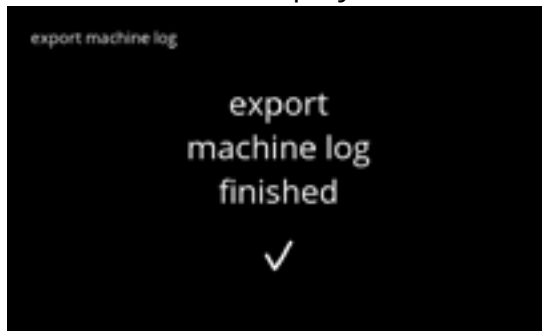 export machine log
export
machine log
finished